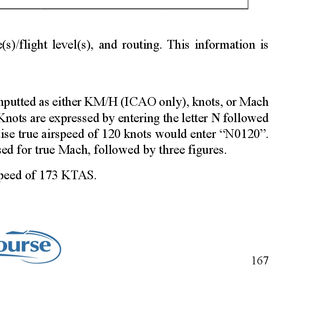 (s)/flight level(s), and routing. This information is
nputted as either KM/H (ICAO only), knots, or Mach
Knots are expressed by entering the letter N followed
ise true airspeed of 120 knots would enter “N0120”.
sed for true Mach, followed by three figures.
peed of 173 KTAS.
ourse
167